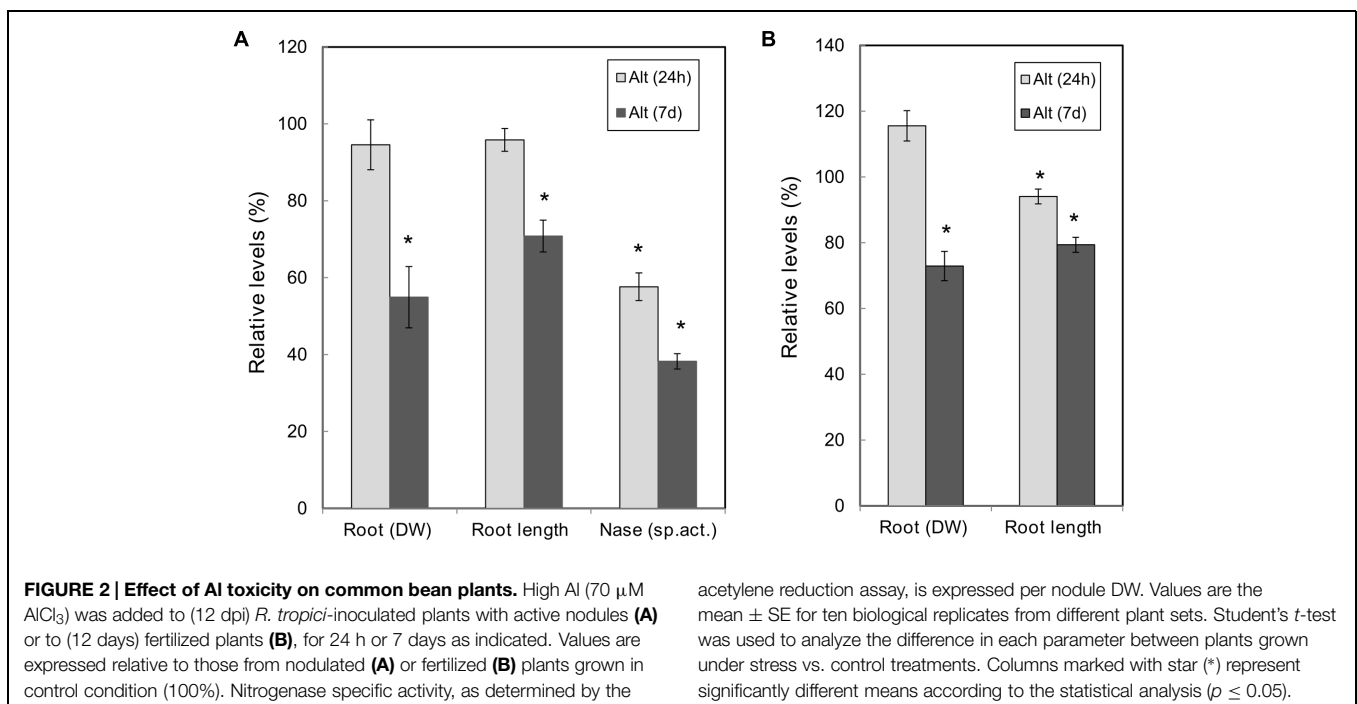 A
120
100
80
60
40
20
0
Relative levels (%)
Alt (24h)
Alt (7d)
*
*
*
*
Root (DW)
Root length
Nase (sp.act.)
B
140
120
100
80
60
40
20
0
Relative levels (%)
Alt (24h)
Alt (7d)
*
*
*
Root (DW)
Root length
FIGURE 2 | Effect of Al toxicity on common bean plants. High Al (70 μM
AlCl₃) was added to (12 dpi) R. tropici-inoculated plants with active nodules (A)
or to (12 days) fertilized plants (B), for 24 h or 7 days as indicated. Values are
expressed relative to those from nodulated (A) or fertilized (B) plants grown in
control condition (100%). Nitrogenase specific activity, as determined by the
acetylene reduction assay, is expressed per nodule DW. Values are the
mean ± SE for ten biological replicates from different plant sets. Student's t-test
was used to analyze the difference in each parameter between plants grown
under stress vs. control treatments. Columns marked with star (*) represent
significantly different means according to the statistical analysis (p ≤ 0.05).